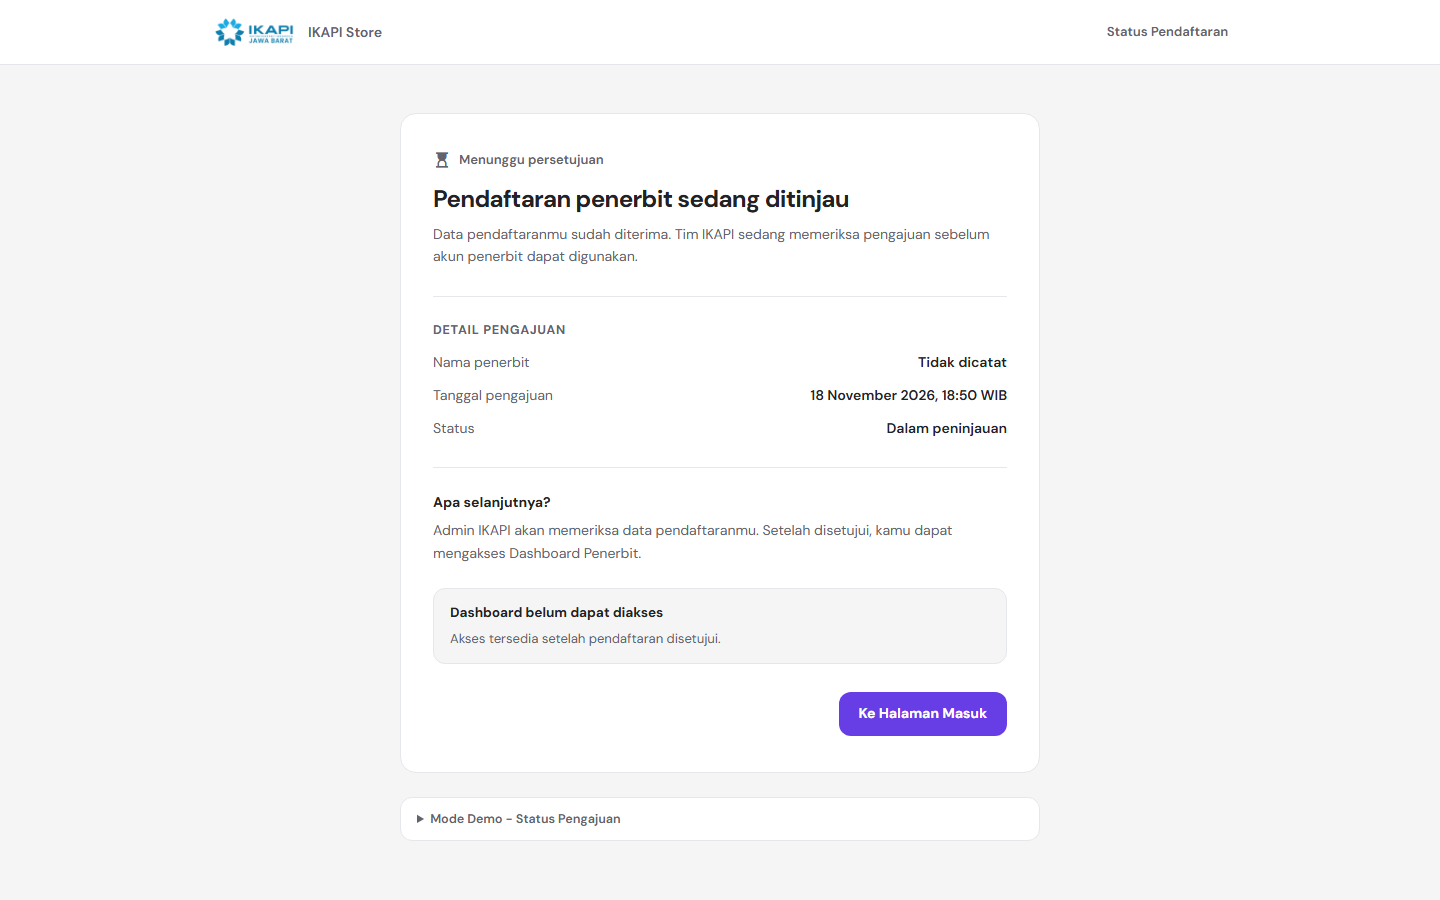 IKAPI
JAWA BARAT
IKAPI Store
Status Pendaftaran
Menunggu persetujuan
Pendaftaran penerbit sedang ditinjau
Data pendaftaranmu sudah diterima. Tim IKAPI sedang memeriksa pengajuan sebelum
akun penerbit dapat digunakan.
DETAIL PENGAJUAN
Nama penerbit Tidak dicatat
Tanggal pengajuan 18 November 2026, 18:50 WIB
Status Dalam peninjauan
Apa selanjutnya?
Admin IKAPI akan memeriksa data pendaftaranmu. Setelah disetujui, kamu dapat
mengakses Dashboard Penerbit.
Dashboard belum dapat diakses
Akses tersedia setelah pendaftaran disetujui.
Ke Halaman Masuk
Mode Demo - Status Pengajuan